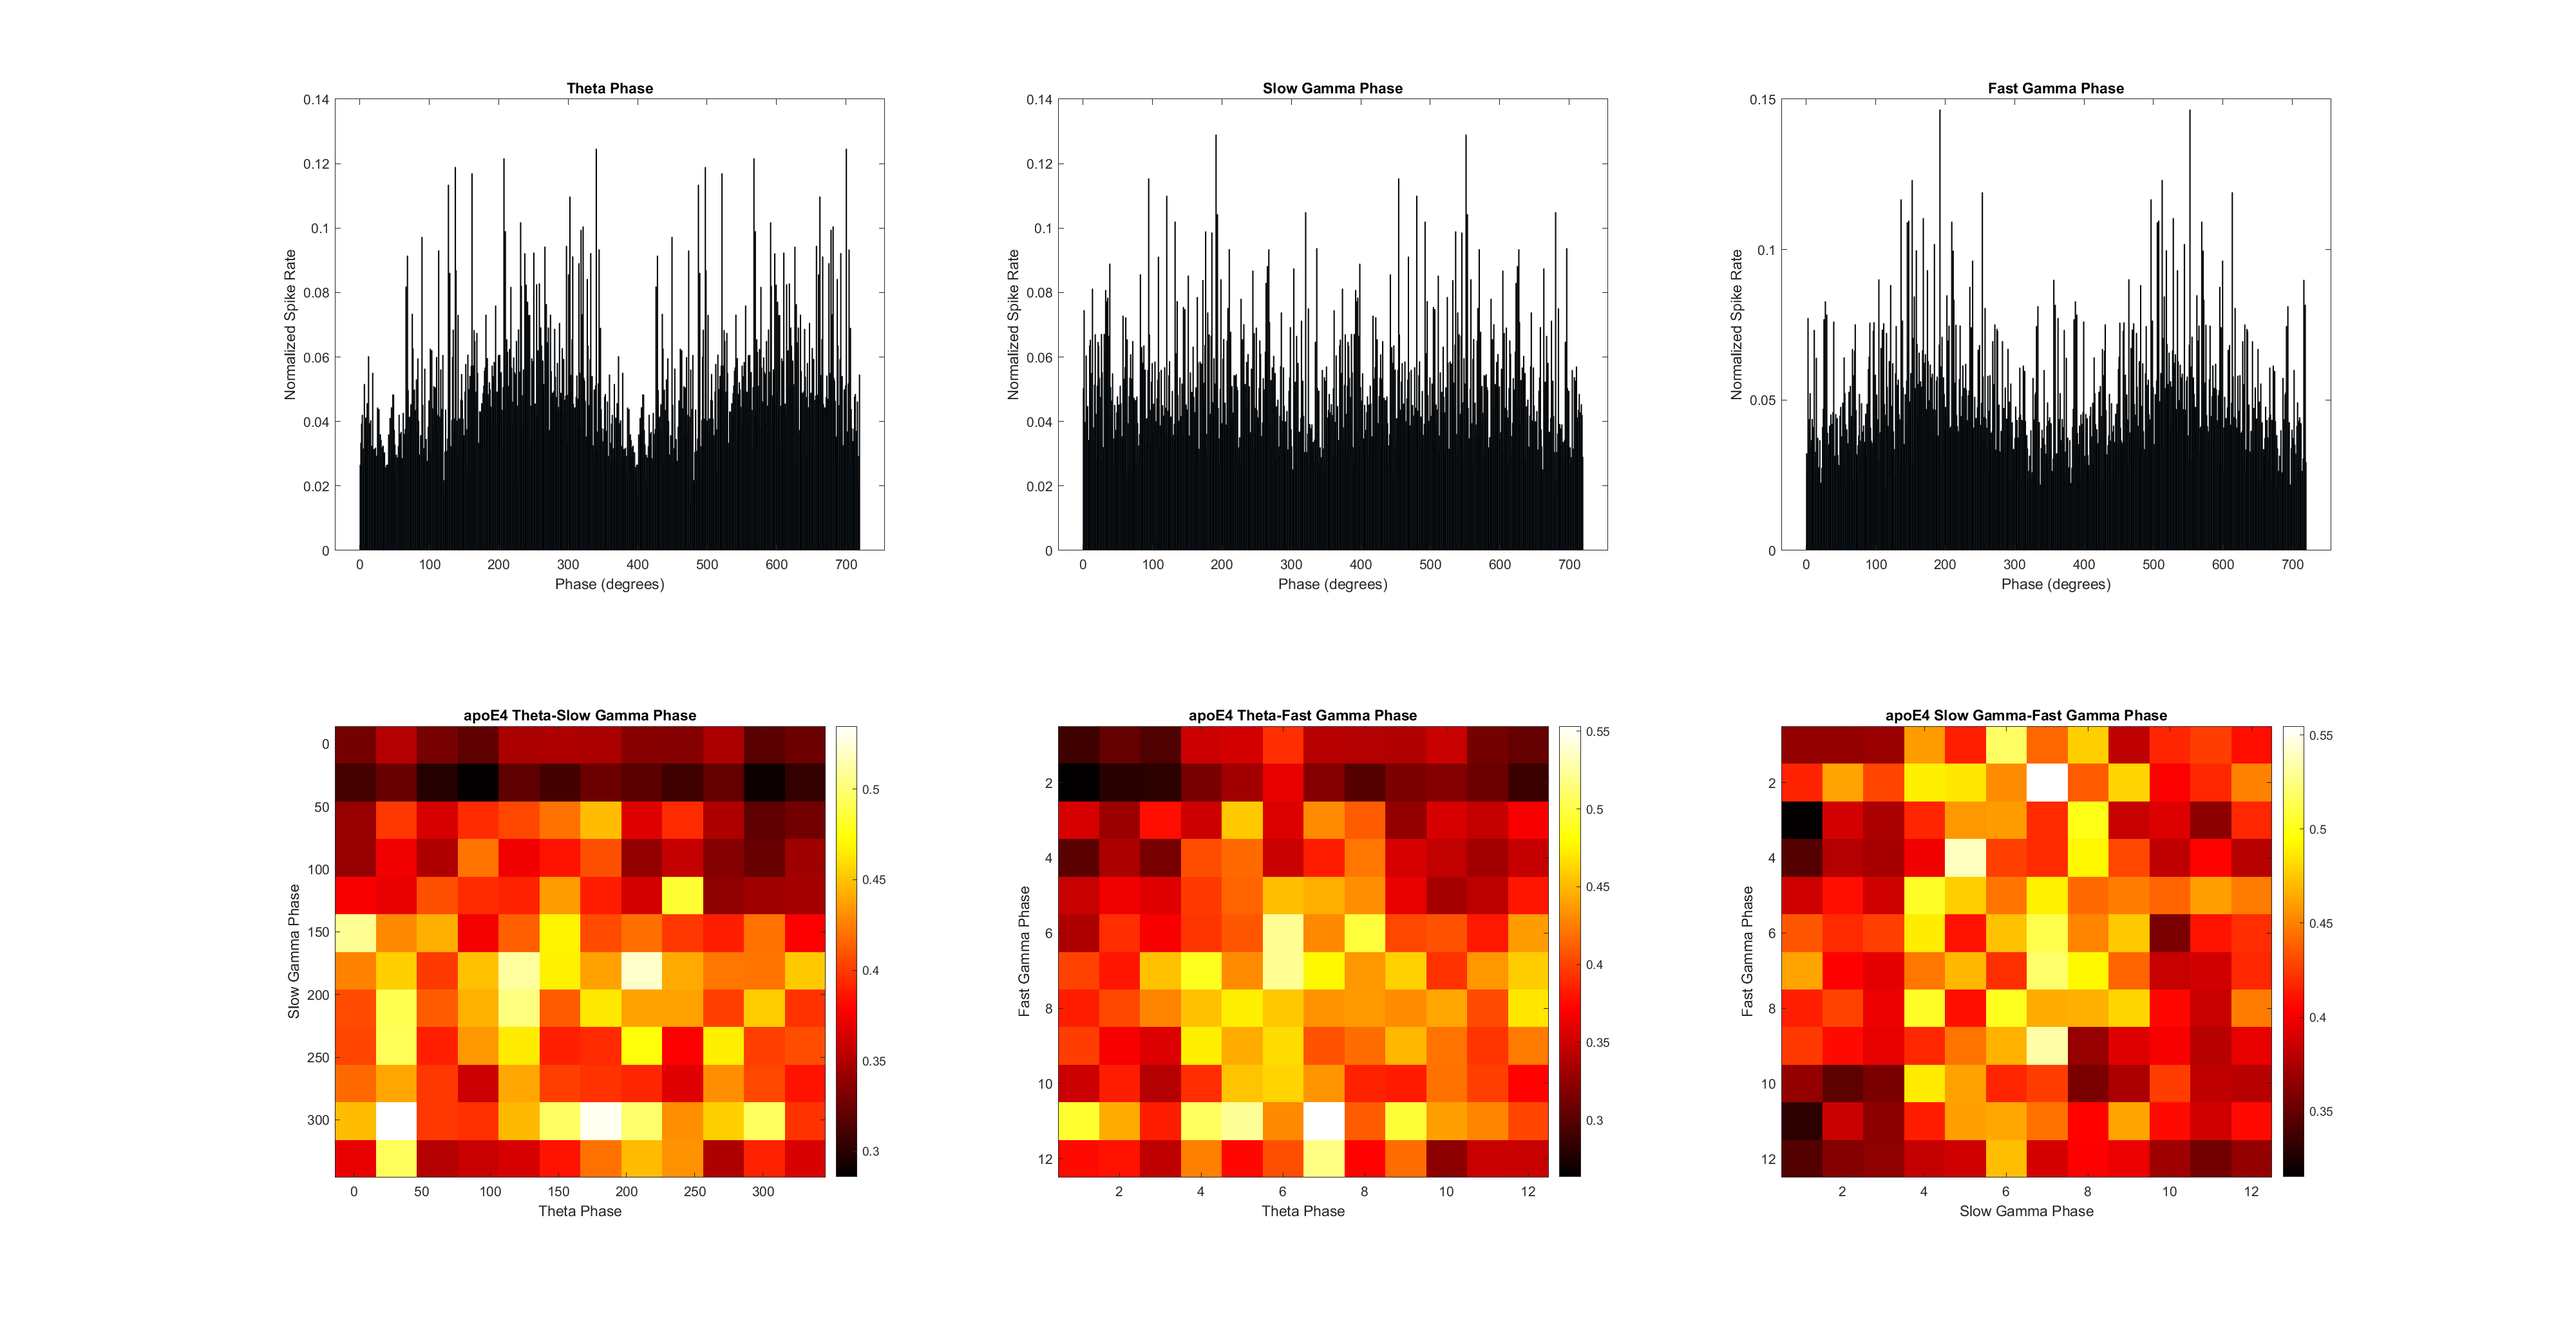 Theta Phase
0.14
0.12
0.1
0.08
0.06
0.04
0.02
0
Normalized Spike Rate
0 100 200 300 400 500 600 700
Phase (degrees)
Slow Gamma Phase
0.14
0.12
0.1
0.08
0.06
0.04
0.02
0
Normalized Spike Rate
0 100 200 300 400 500 600 700
Phase (degrees)
Fast Gamma Phase
0.15
0.1
0.05
0
Normalized Spike Rate
0 100 200 300 400 500 600 700
Phase (degrees)
apoE4 Theta-Slow Gamma Phase
0
50
100
150
200
250
300
Slow Gamma Phase
0 50 100 150 200 250 300
Theta Phase
0.5
0.45
0.4
0.35
0.3
apoE4 Theta-Fast Gamma Phase
2
4
6
8
10
12
Fast Gamma Phase
2 4 6 8 10 12
Theta Phase
0.55
0.5
0.45
0.4
0.35
0.3
apoE4 Slow Gamma-Fast Gamma Phase
2
4
6
8
10
12
Fast Gamma Phase
2 4 6 8 10 12
Slow Gamma Phase
0.55
0.5
0.45
0.4
0.35